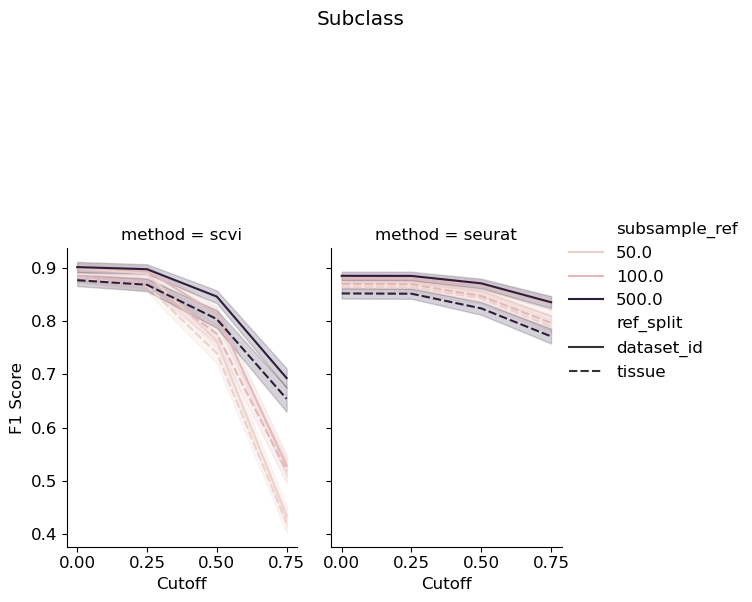 Subclass
method = scvi
method = seurat
F1 Score
0.9
0.8
0.7
0.6
0.5
0.4
0.00 0.25 0.50 0.75
0.00 0.25 0.50 0.75
Cutoff
Cutoff
subsample_ref
50.0
100.0
500.0
ref_split
dataset_id
tissue